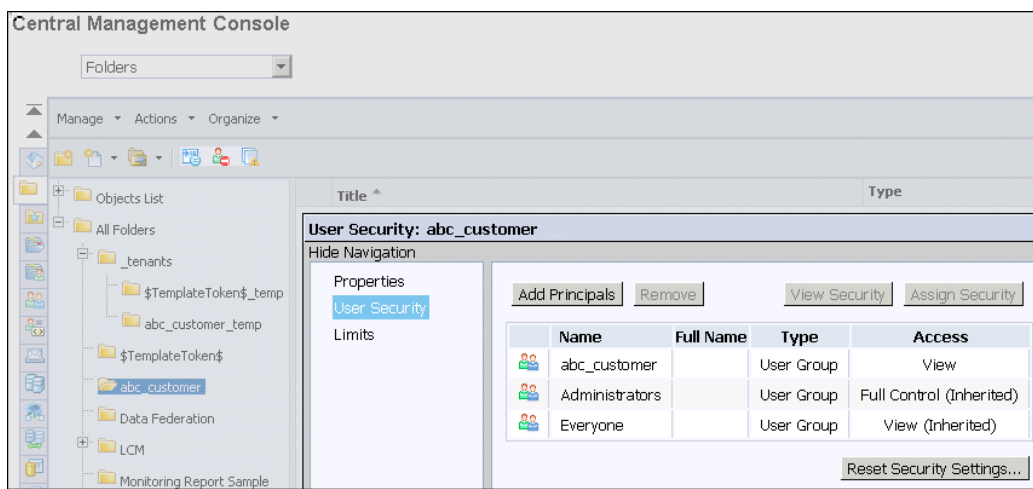 Central Management Console
Folders
Manage Actions Organize
Objects List
All Folders
_tenants
$TemplateToken$_temp
abc_customer_temp
$TemplateToken$
abc_customer
Data Federation
LCM
Monitoring Report Sample
Title Type
User Security: abc_customer
Hide Navigation
Properties
User Security
Limits
Add Principals Remove View Security Assign Security
Name Full Name Type Access
abc_customer User Group View
Administrators User Group Full Control (Inherited)
Everyone User Group View (Inherited)
Reset Security Settings...